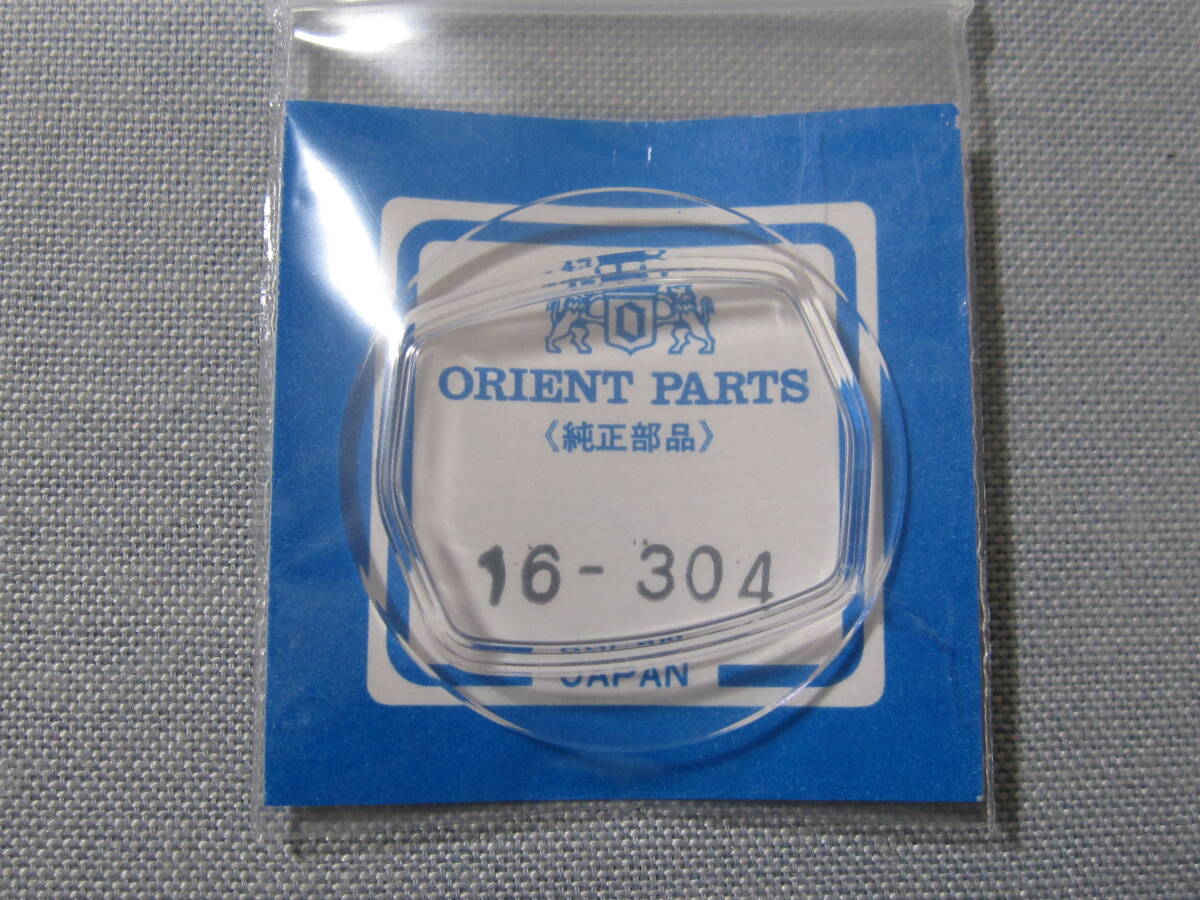 O
ORIENT PARTS
《純正部品》
16-304
JAPAN